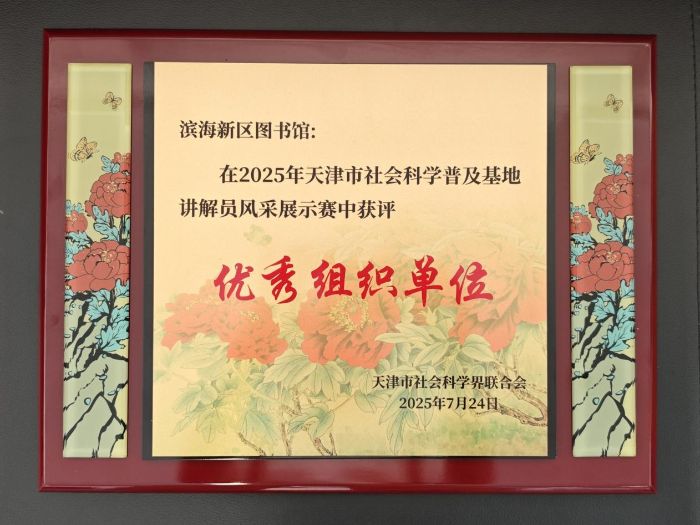 滨海新区图书馆:
在2025年天津市社会科学普及基地
讲解员风采展示赛中获评
优秀组织单位
天津市社会科学界联合会
2025年7月24日